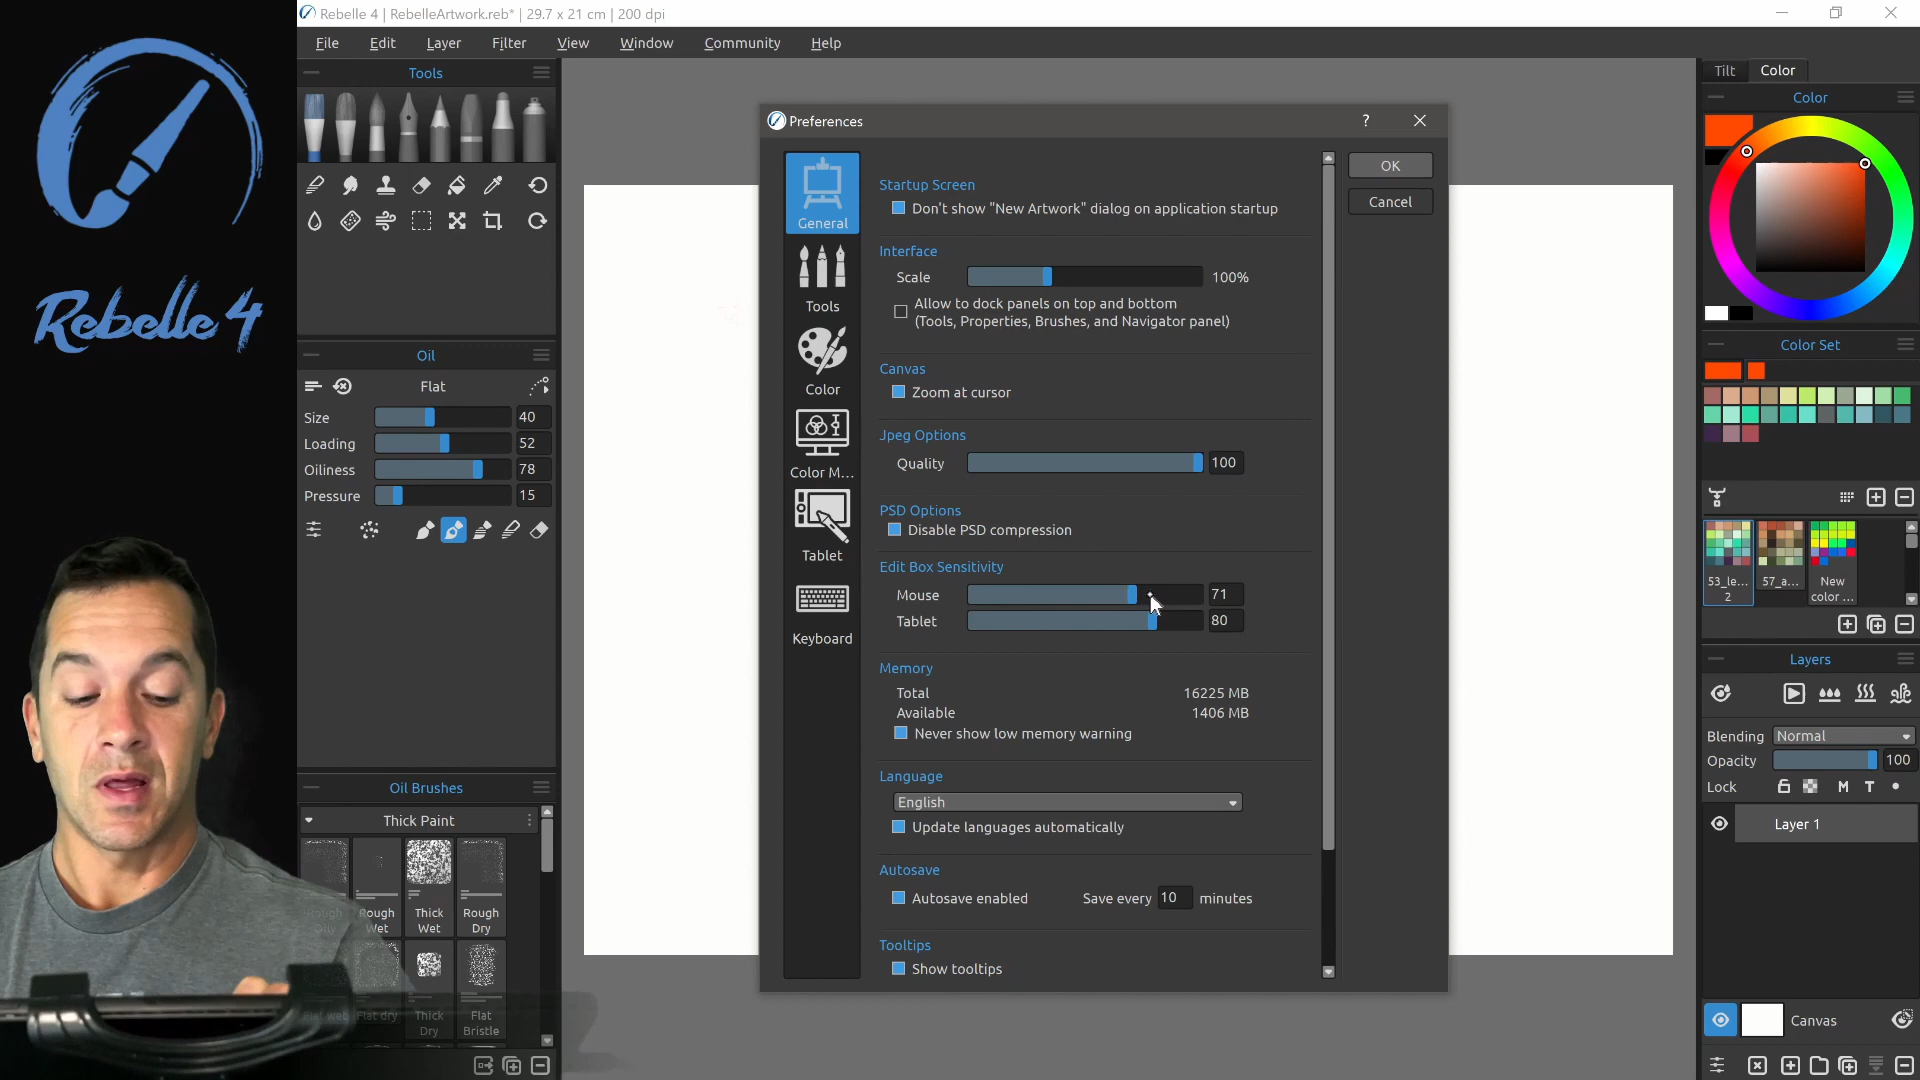 Rebelle 4 | RebelleArtwork.reb* | 29.7 x 21 cm | 200 dpi
File Edit Layer Filter View Window Community Help
Rebelle 4
Tools
Oil
Flat
Size 40
Loading 52
Oiliness 78
Pressure 15
Oil Brushes
Thick Paint
Rough Oily
Rough Wet
Thick Wet
Rough Dry
Flat wet
Flat dry
Thick Dry
Flat Bristle
Preferences
?
General
Tools
Color
Color M...
Tablet
Keyboard
Startup Screen
Don't show "New Artwork" dialog on application startup
Interface
Scale 100%
Allow to dock panels on top and bottom
(Tools, Properties, Brushes, and Navigator panel)
Canvas
Zoom at cursor
Jpeg Options
Quality 100
PSD Options
Disable PSD compression
Edit Box Sensitivity
Mouse 71
Tablet 80
Memory
Total 16225 MB
Available 1406 MB
Never show low memory warning
Language
English
Update languages automatically
Autosave
Autosave enabled Save every 10 minutes
Tooltips
Show tooltips
OK
Cancel
Tilt Color
Color
Color Set
53_le... 2
57_a...
New color ...
Layers
Blending Normal
Opacity 100
Lock M T
Layer 1
Canvas